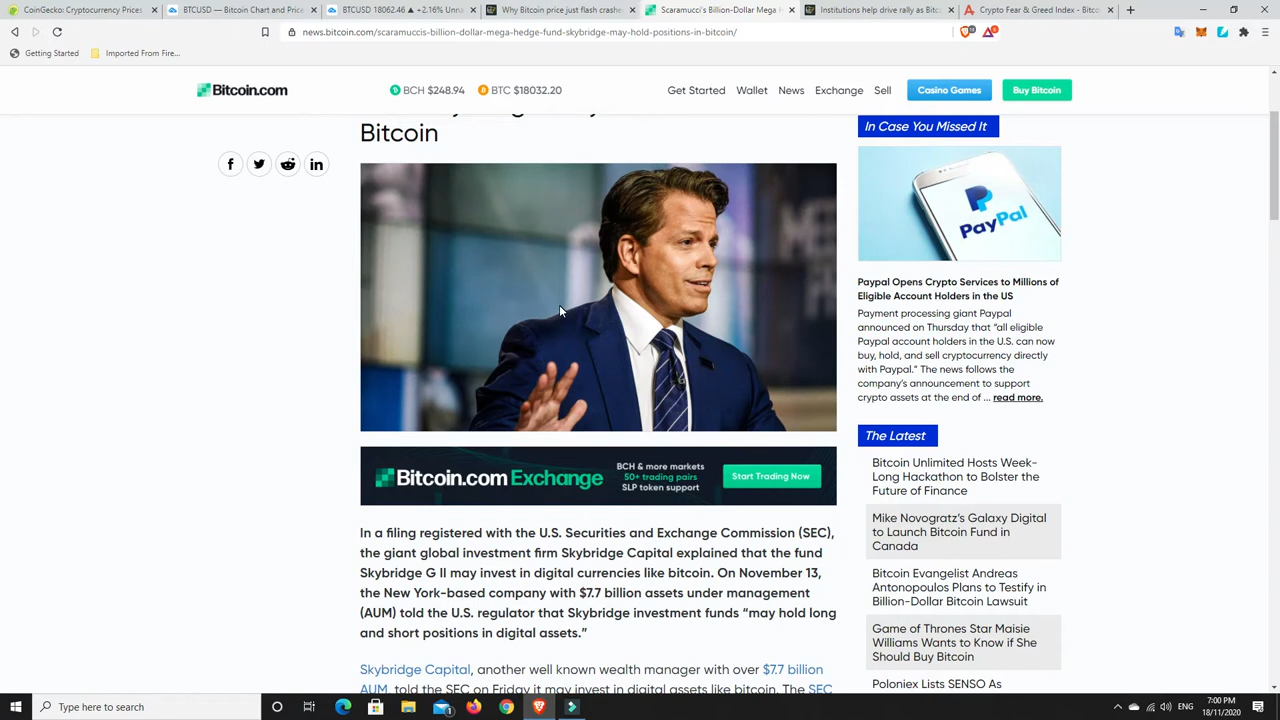 CoinGecko: Cryptocurrency Prices
BTCUSD — Bitcoin Chart and Price
BTCUSD 18062.46 ▲ +2.16% Unna
Why Bitcoin price just flash crashe
Scaramucci's Billion-Dollar Mega H
Institutions help drive rally as Bitc
Crypto Fear & Greed Index - Bitcoi
news.bitcoin.com/scaramuccis-billion-dollar-mega-hedge-fund-skybridge-may-hold-positions-in-bitcoin/
Getting Started
Imported From Fire...
Bitcoin.com
BCH $248.94
BTC $18032.20
Get Started
Wallet
News
Exchange
Sell
Casino Games
Buy Bitcoin
Bitcoin
In Case You Missed It
PayPal
Paypal Opens Crypto Services to Millions of
Eligible Account Holders in the US
Payment processing giant Paypal
announced on Thursday that "all eligible
Paypal account holders in the U.S. can now
buy, hold, and sell cryptocurrency directly
with Paypal." The news follows the
company's announcement to support
crypto assets at the end of ... read more.
The Latest
Bitcoin Unlimited Hosts Week-
Long Hackathon to Bolster the
Future of Finance
Mike Novogratz's Galaxy Digital
to Launch Bitcoin Fund in
Canada
Bitcoin Evangelist Andreas
Antonopoulos Plans to Testify in
Billion-Dollar Bitcoin Lawsuit
Game of Thrones Star Maisie
Williams Wants to Know if She
Should Buy Bitcoin
Poloniex Lists SENSO As
Bitcoin.com Exchange
BCH & more markets
50+ trading pairs
SLP token support
Start Trading Now
In a filing registered with the U.S. Securities and Exchange Commission (SEC),
the giant global investment firm Skybridge Capital explained that the fund
Skybridge G II may invest in digital currencies like bitcoin. On November 13,
the New York-based company with $7.7 billion assets under management
(AUM) told the U.S. regulator that Skybridge investment funds "may hold long
and short positions in digital assets."
Skybridge Capital, another well known wealth manager with over $7.7 billion
AUM, told the SEC on Friday it may invest in digital assets like bitcoin. The SEC
Type here to search
ENG
7:00 PM
18/11/2020